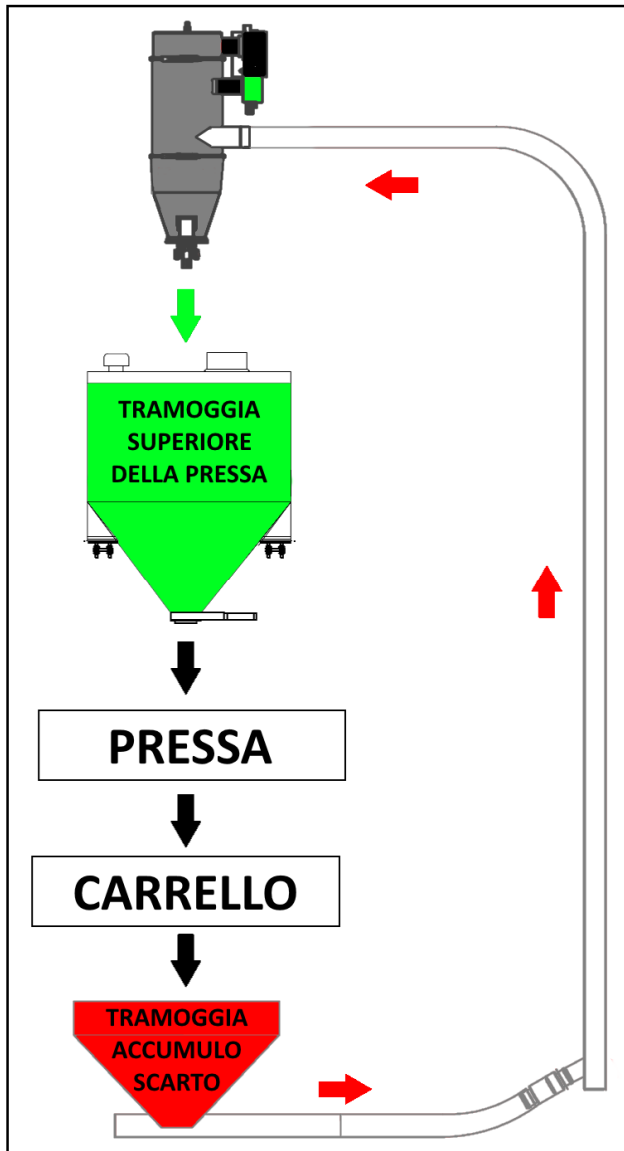 TRAMOGGIA
SUPERIORE
DELLA PRESSA
PRESSA
CARRELLO
TRAMOGGIA
ACCUMULO
SCARTO